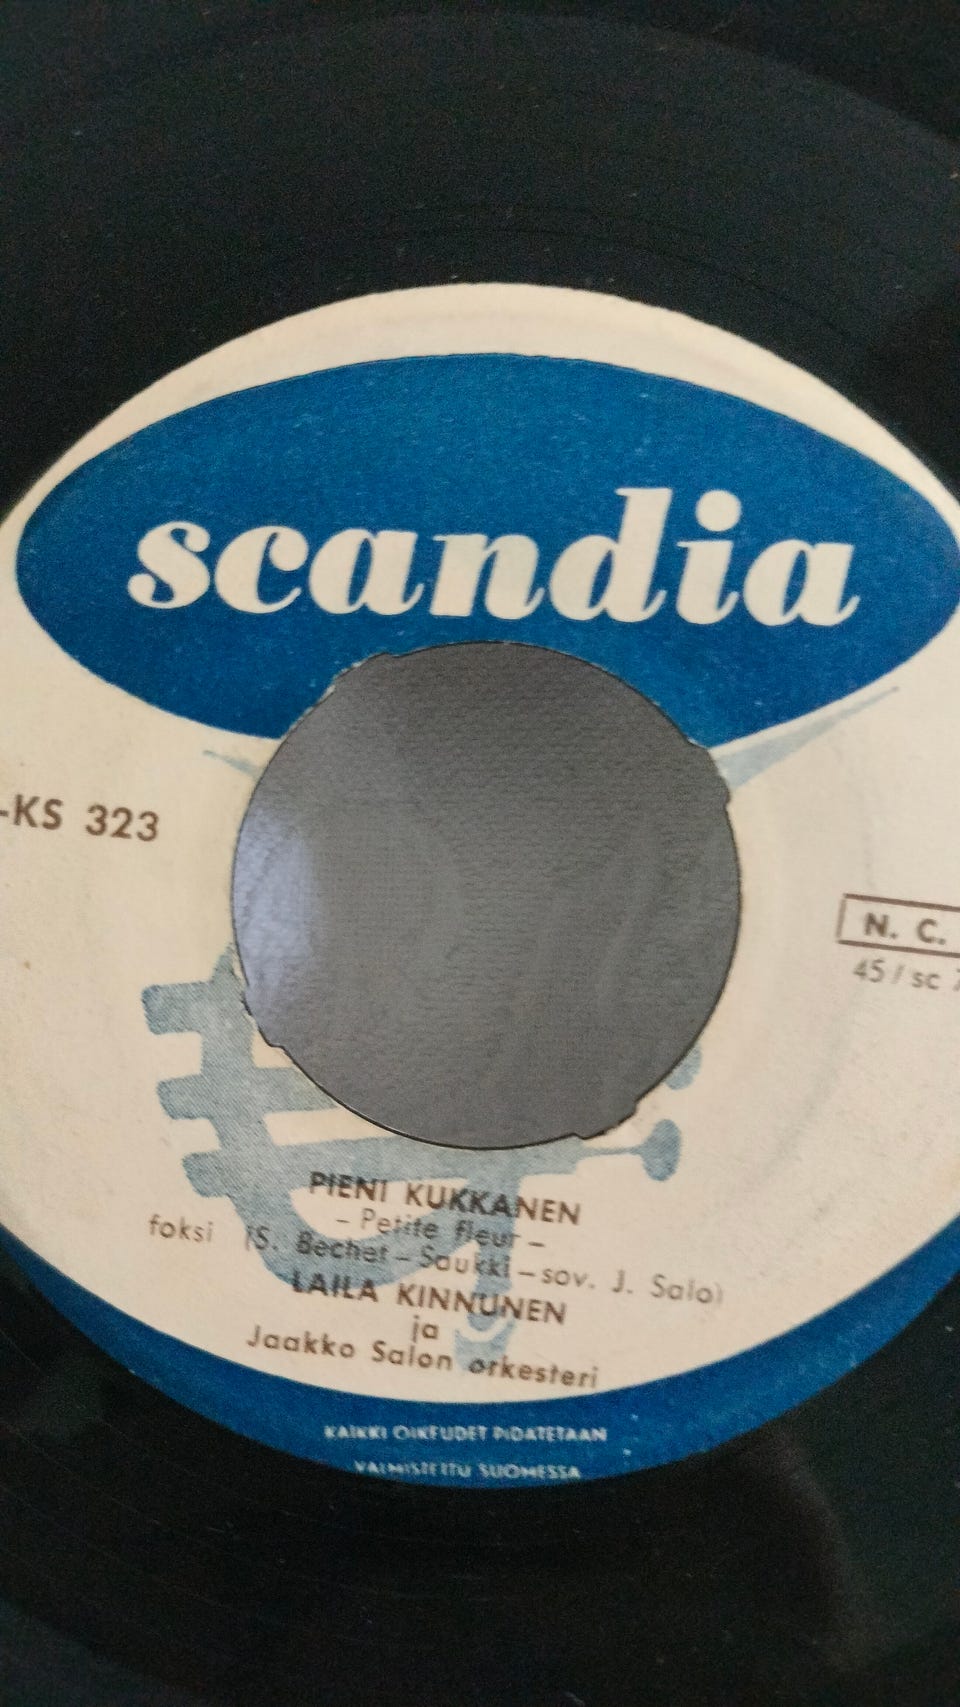 scandia
-KS 323
N. C.
45 / sc 7
PIENI KUKKANEN
– Petite fleur –
foksi (S. Bechet – Saukki – sov. J. Salo)
LAILA KINNUNEN
ja
Jaakko Salon orkesteri
KAIKKI OIKEUDET PIDÄTETÄÄN
VALMISTETTU SUOMESSA